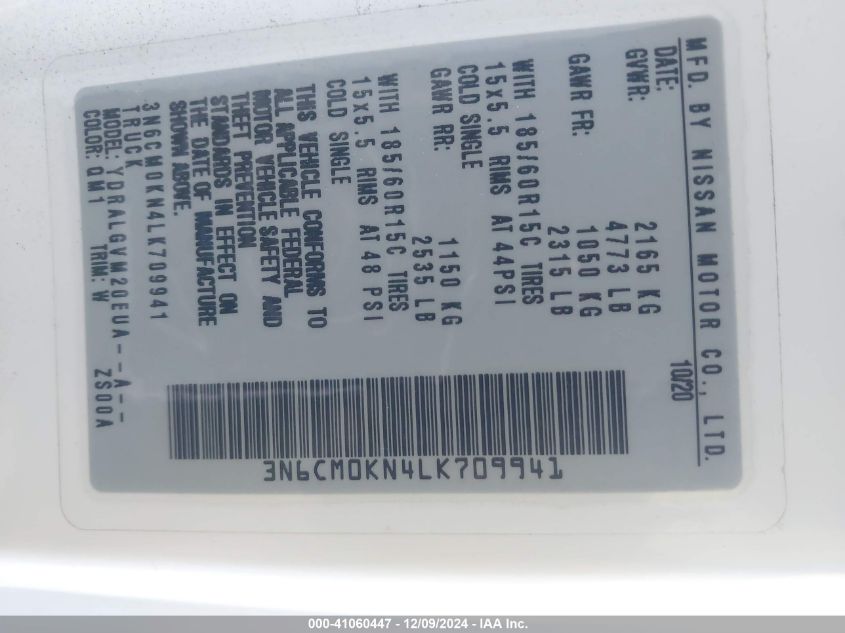 MFD. BY NISSAN MOTOR CO., LTD.
DATE: 10/20
GVWR: 2165 KG
4773 LB
GAWR FR: 1050 KG
2315 LB
WITH 185/60R15C TIRES
15X5.5 RIMS AT 44PSI
COLD SINGLE
GAWR RR: 1150 KG
2535 LB
WITH 185/60R15C TIRES
15X5.5 RIMS AT 48 PSI
COLD SINGLE
THIS VEHICLE CONFORMS TO
ALL APPLICABLE FEDERAL
MOTOR VEHICLE SAFETY AND
THEFT PREVENTION
STANDARDS IN EFFECT ON
THE DATE OF MANUFACTURE
SHOWN ABOVE.
3N6CM0KN4LK709941
TRUCK
MODEL: YDRALGVM20EUA--A--
COLOR: QM1 TRIM: W ZS00A
3N6CM0KN4LK709941
000-41060447 - 12/09/2024 - IAA Inc.